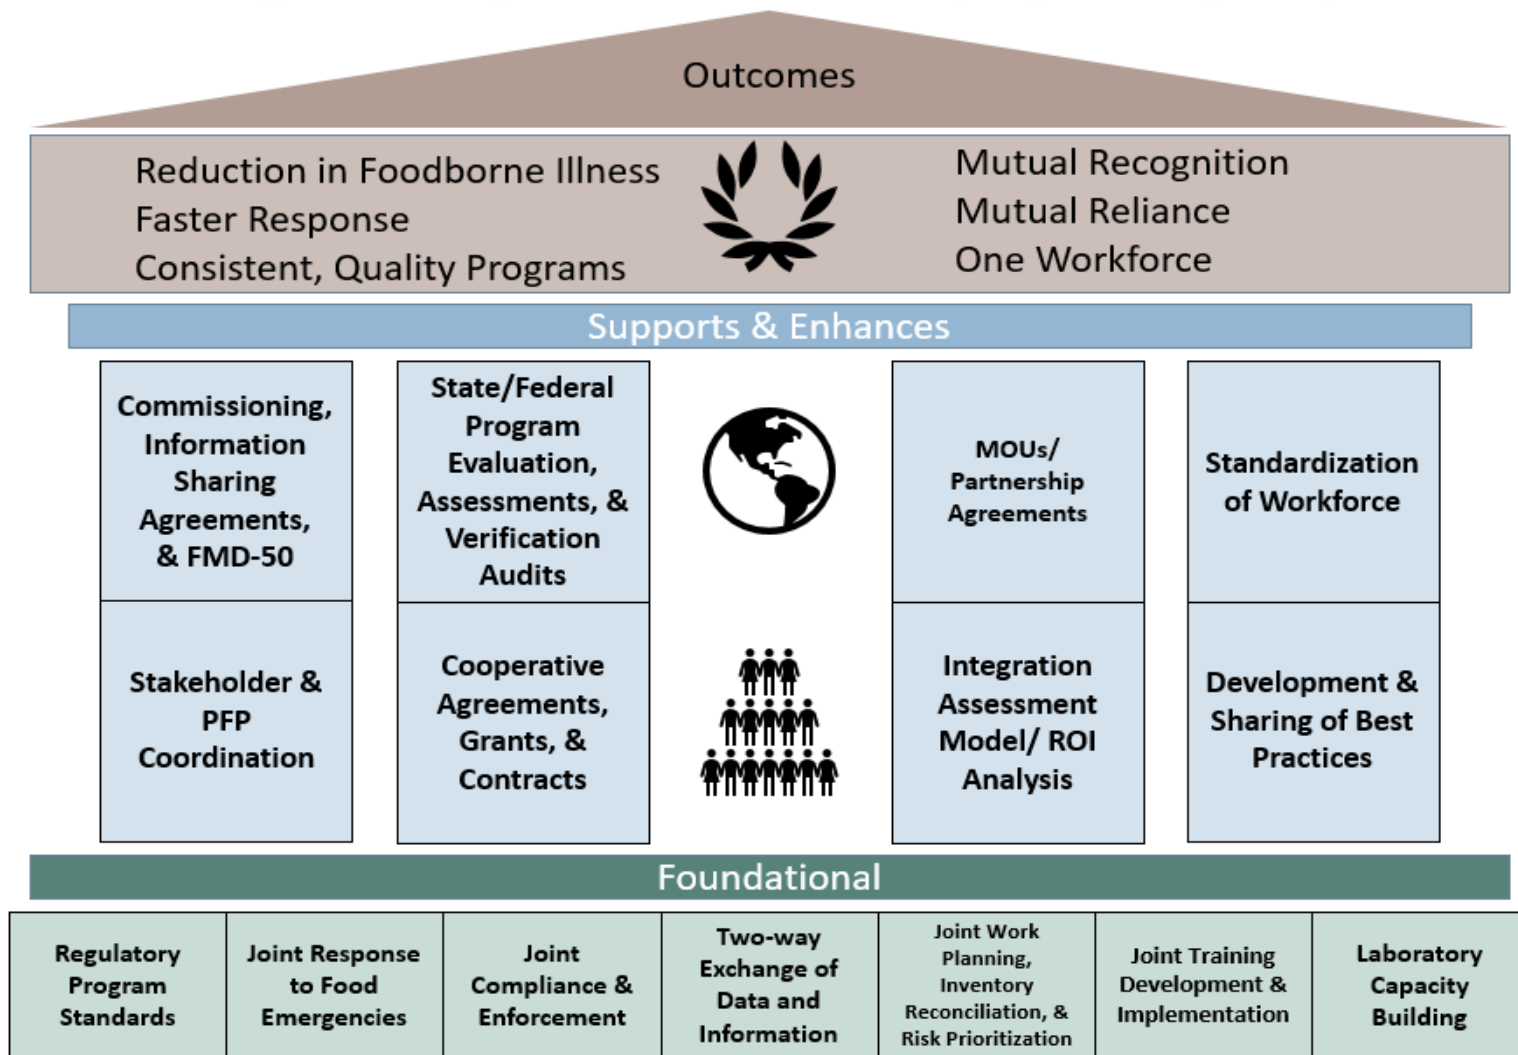 Outcomes
Reduction in Foodborne Illness
Faster Response
Consistent, Quality Programs
Mutual Recognition
Mutual Reliance
One Workforce
Supports & Enhances
Commissioning,
Information
Sharing
Agreements,
& FMD-50
State/Federal
Program
Evaluation,
Assessments, &
Verification
Audits
MOUs/
Partnership
Agreements
Standardization
of Workforce
Stakeholder &
PFP
Coordination
Cooperative
Agreements,
Grants, &
Contracts
Integration
Assessment
Model/ ROI
Analysis
Development &
Sharing of Best
Practices
Foundational
Regulatory
Program
Standards
Joint Response
to Food
Emergencies
Joint
Compliance &
Enforcement
Two-way
Exchange of
Data and
Information
Joint Work
Planning,
Inventory
Reconciliation, &
Risk Prioritization
Joint Training
Development &
Implementation
Laboratory
Capacity
Building